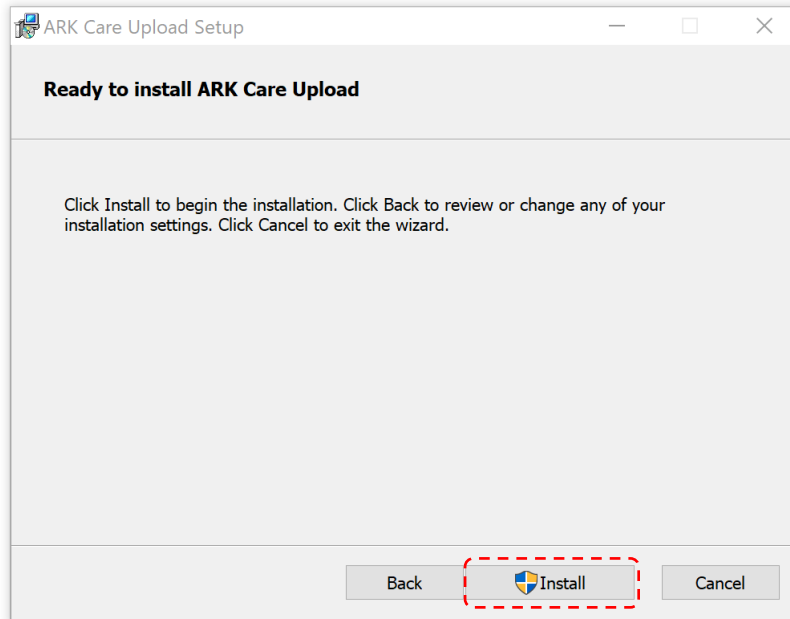 ARK Care Upload Setup
Ready to install ARK Care Upload
Click Install to begin the installation. Click Back to review or change any of your
installation settings. Click Cancel to exit the wizard.
Back
Install
Cancel